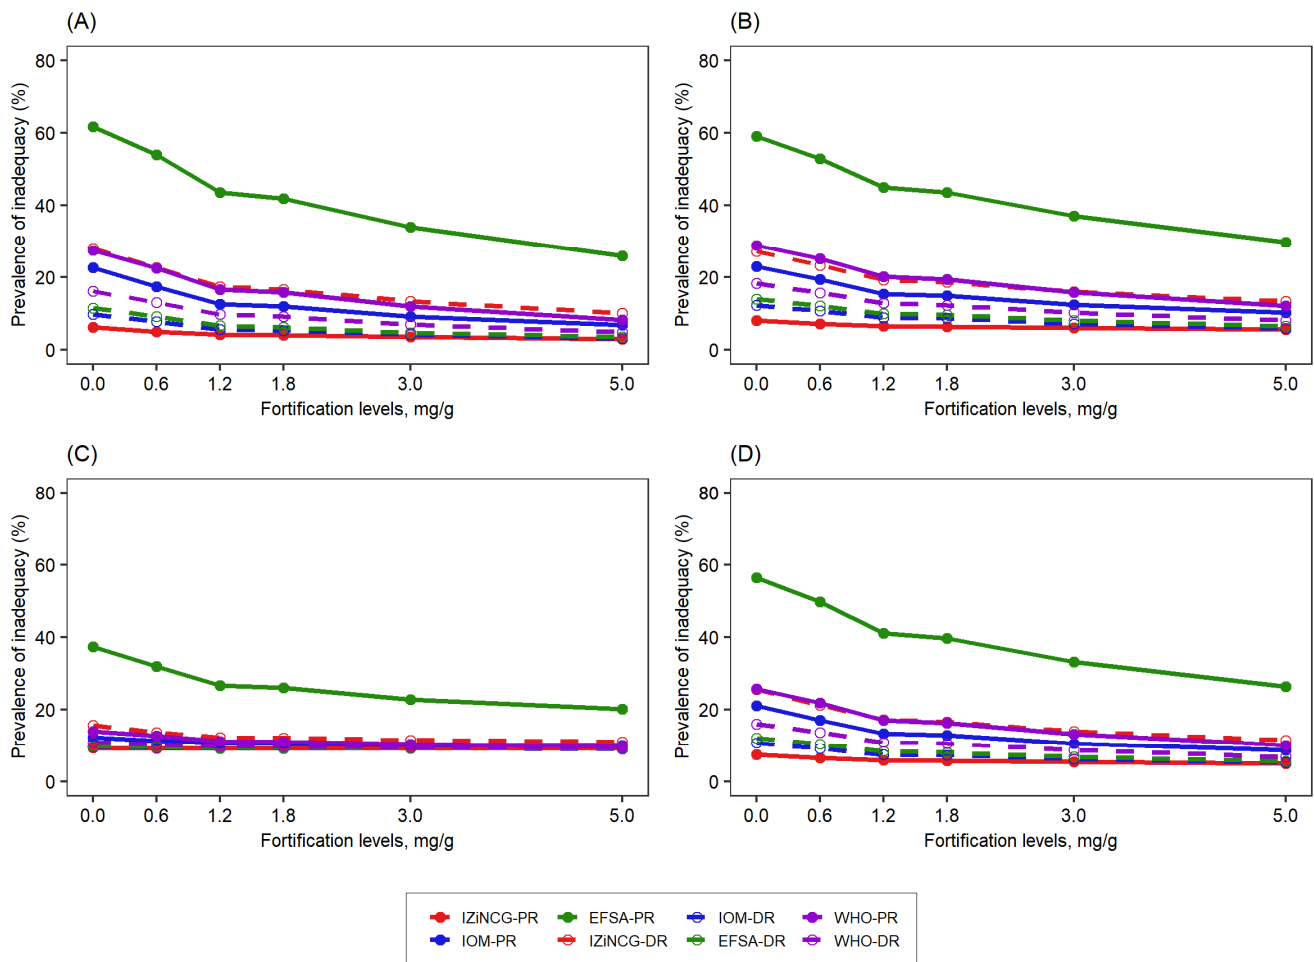 (A)
Prevalence of inadequacy (%)
80
60
40
20
0
0.0 0.6 1.2 1.8 3.0 5.0
Fortification levels, mg/g
(B)
Prevalence of inadequacy (%)
80
60
40
20
0
0.0 0.6 1.2 1.8 3.0 5.0
Fortification levels, mg/g
(C)
Prevalence of inadequacy (%)
80
60
40
20
0
0.0 0.6 1.2 1.8 3.0 5.0
Fortification levels, mg/g
(D)
Prevalence of inadequacy (%)
80
60
40
20
0
0.0 0.6 1.2 1.8 3.0 5.0
Fortification levels, mg/g
IZiNCG-PR EFSA-PR IOM-DR WHO-PR
IOM-PR IZiNCG-DR EFSA-DR WHO-DR